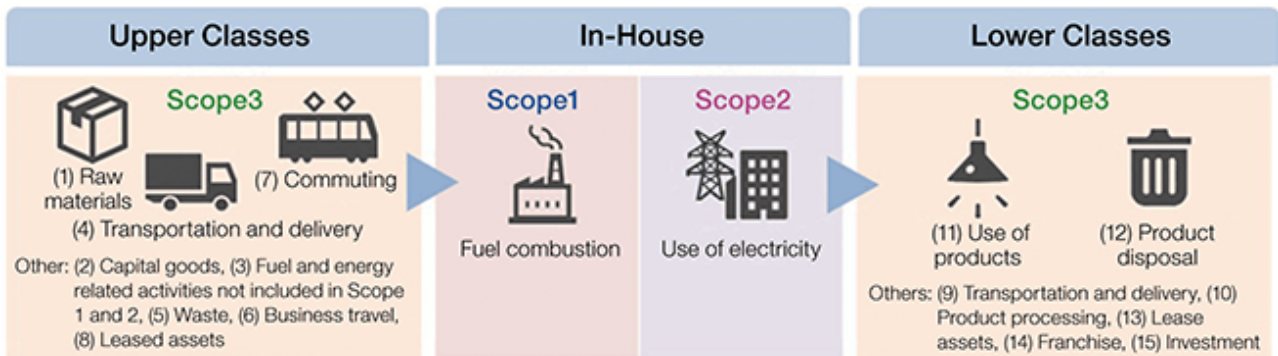 Upper Classes
Scope3
(1) Raw
materials
(7) Commuting
(4) Transportation and delivery
Other: (2) Capital goods, (3) Fuel and energy
related activities not included in Scope
1 and 2, (5) Waste, (6) Business travel,
(8) Leased assets
In-House
Scope1
Fuel combustion
Scope2
Use of electricity
Lower Classes
Scope3
(11) Use of
products
(12) Product
disposal
Others: (9) Transportation and delivery, (10)
Product processing, (13) Lease
assets, (14) Franchise, (15) Investment